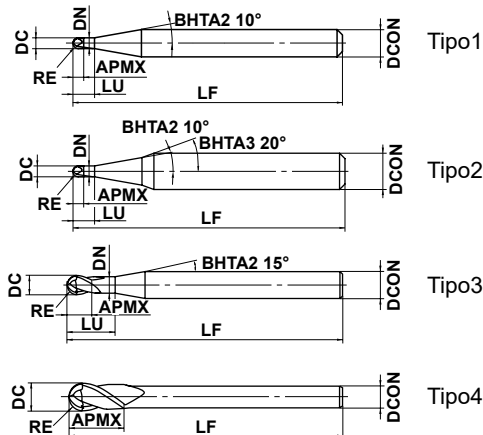 DC
RE
DN
BHTA2 10°
APMX
LU
LF
DCON
Tipo1
DC
RE
DN
BHTA2 10°
BHTA3 20°
APMX
LU
LF
DCON
Tipo2
DC
RE
DN
BHTA2 15°
APMX
LU
LF
DCON
Tipo3
DC
RE
APMX
LF
DCON
Tipo4